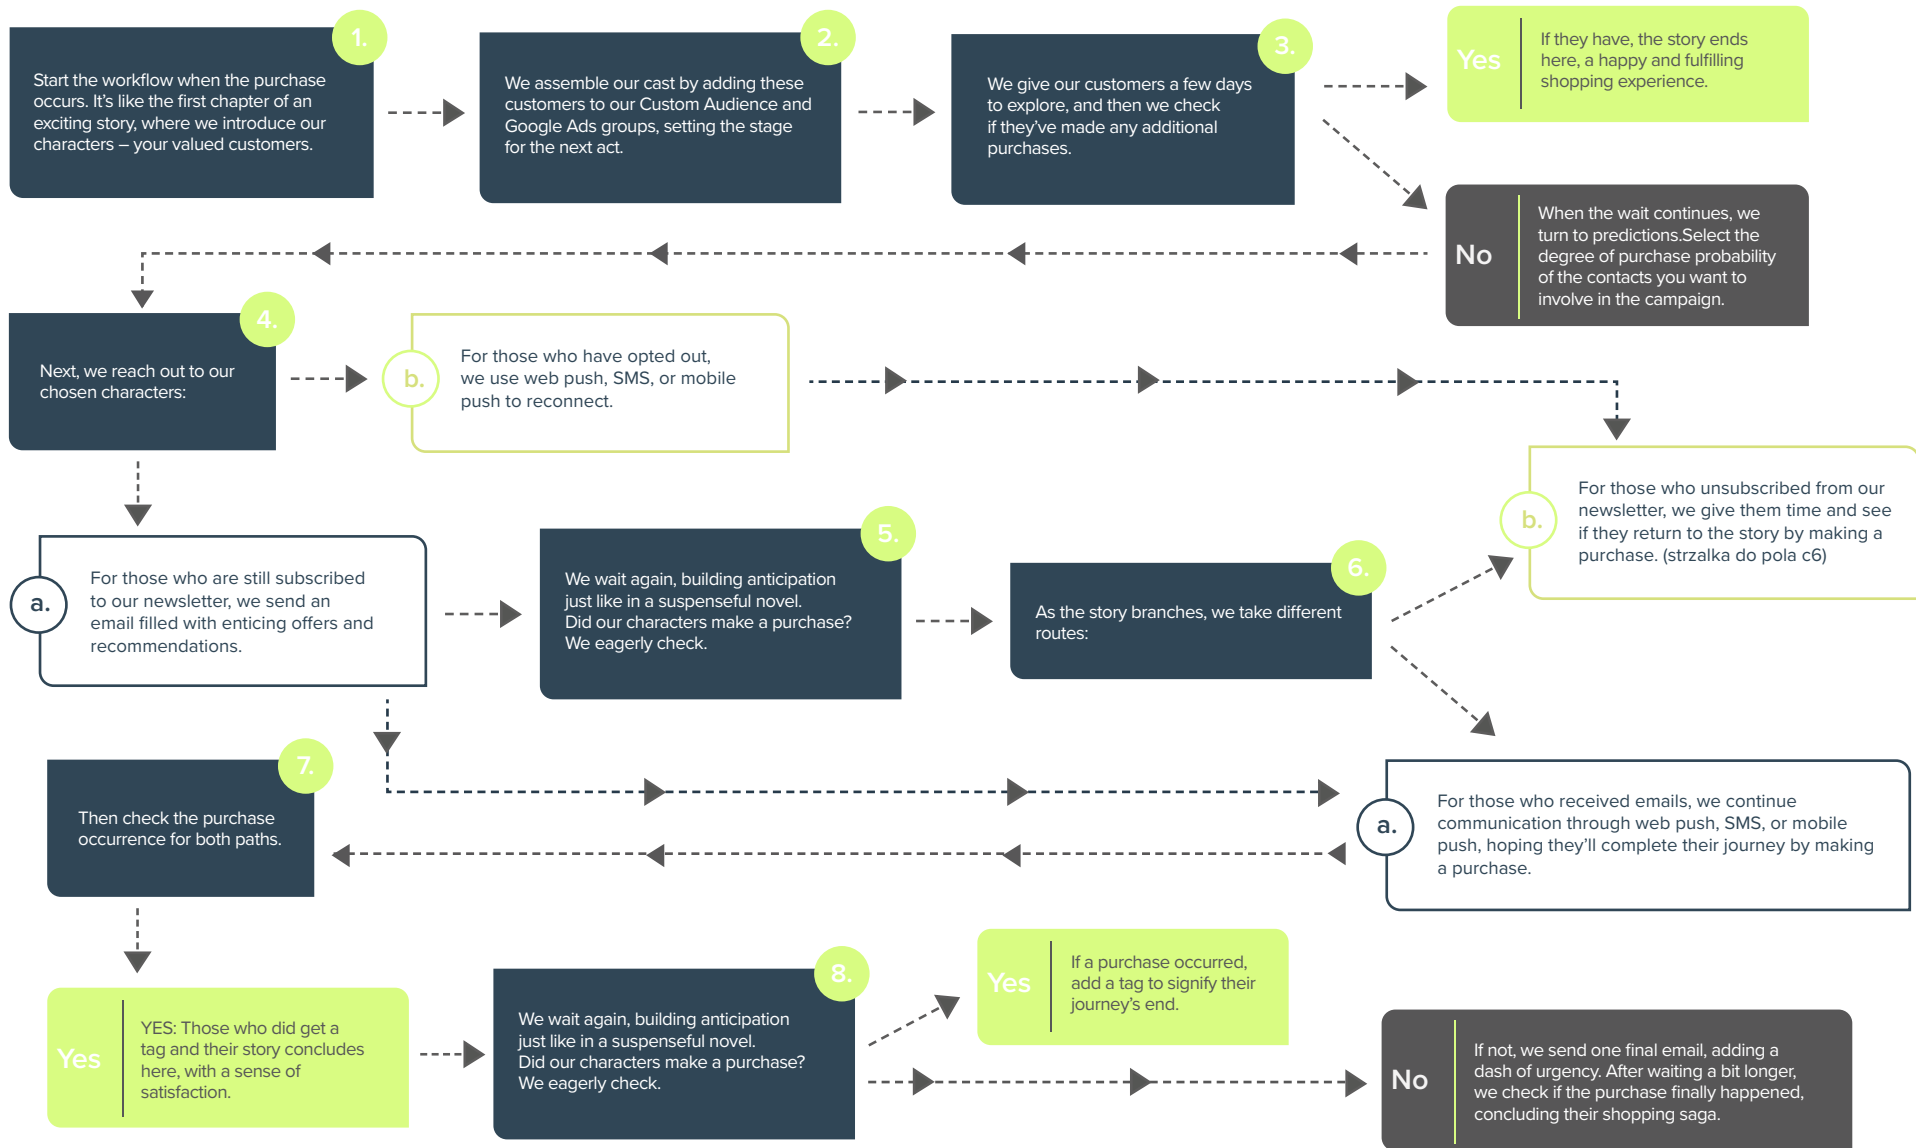 1.
Start the workflow when the purchase
occurs. It's like the first chapter of an
exciting story, where we introduce our
characters – your valued customers.
2.
We assemble our cast by adding these
customers to our Custom Audience and
Google Ads groups, setting the stage
for the next act.
3.
We give our customers a few days
to explore, and then we check
if they've made any additional
purchases.
Yes
If they have, the story ends
here, a happy and fulfilling
shopping experience.
No
When the wait continues, we
turn to predictions.Select the
degree of purchase probability
of the contacts you want to
involve in the campaign.
4.
Next, we reach out to our
chosen characters:
b.
For those who have opted out,
we use web push, SMS, or mobile
push to reconnect.
b.
For those who unsubscribed from our
newsletter, we give them time and see
if they return to the story by making a
purchase. (strzalka do pola c6)
a.
For those who are still subscribed
to our newsletter, we send an
email filled with enticing offers and
recommendations.
5.
We wait again, building anticipation
just like in a suspenseful novel.
Did our characters make a purchase?
We eagerly check.
6.
As the story branches, we take different
routes:
7.
Then check the purchase
occurrence for both paths.
a.
For those who received emails, we continue
communication through web push, SMS, or mobile
push, hoping they'll complete their journey by making
a purchase.
Yes
YES: Those who did get a
tag and their story concludes
here, with a sense of
satisfaction.
8.
We wait again, building anticipation
just like in a suspenseful novel.
Did our characters make a purchase?
We eagerly check.
Yes
If a purchase occurred,
add a tag to signify their
journey's end.
No
If not, we send one final email, adding a
dash of urgency. After waiting a bit longer,
we check if the purchase finally happened,
concluding their shopping saga.